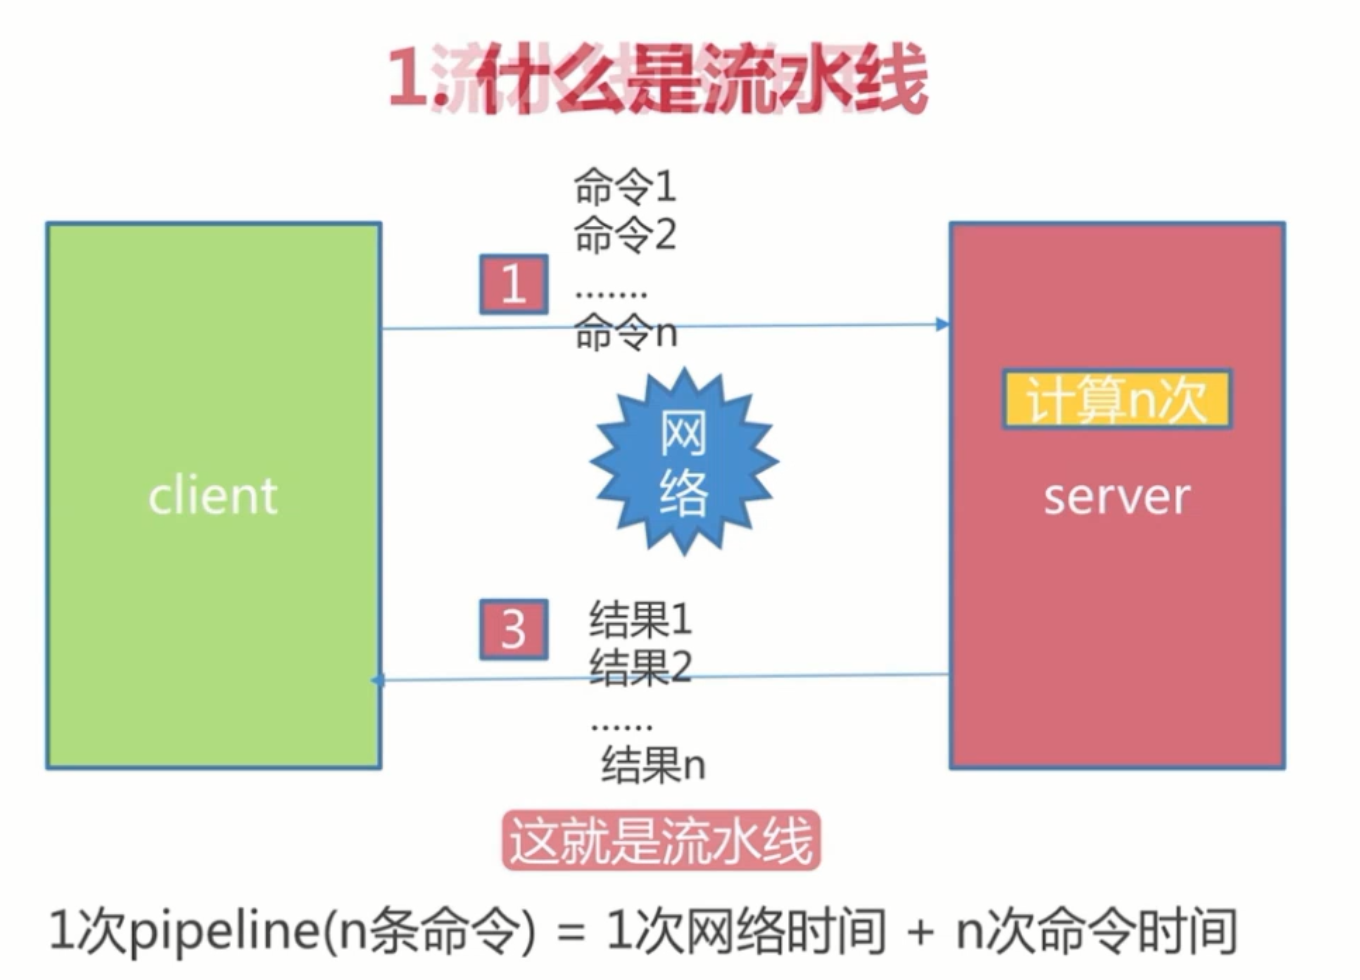 1. 什么是流水线
命令1
命令2
.......
命令n
1
计算n次
网
络
client
server
3
结果1
结果2
......
结果n
这就是流水线
1次pipeline(n条命令) = 1次网络时间 + n次命令时间